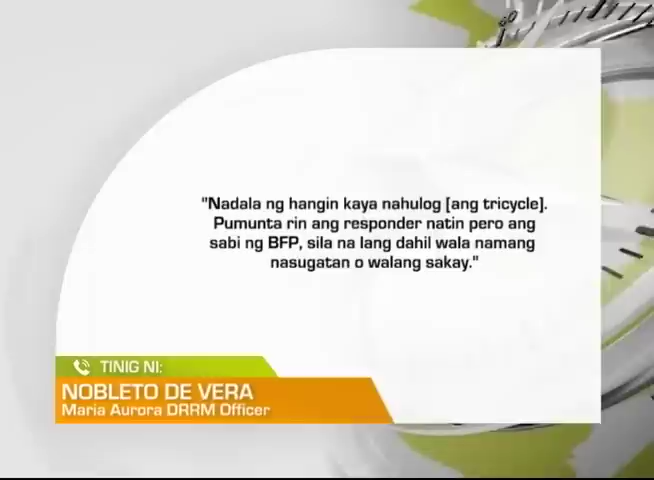 "Nadala ng hangin kaya nahulog [ang tricycle].
Pumunta rin ang responder natin pero ang
sabi ng BFP, sila na lang dahil wala namang
nasugatan o walang sakay."
TINIG NI:
NOBLETO DE VERA
Maria Aurora DRRM Officer